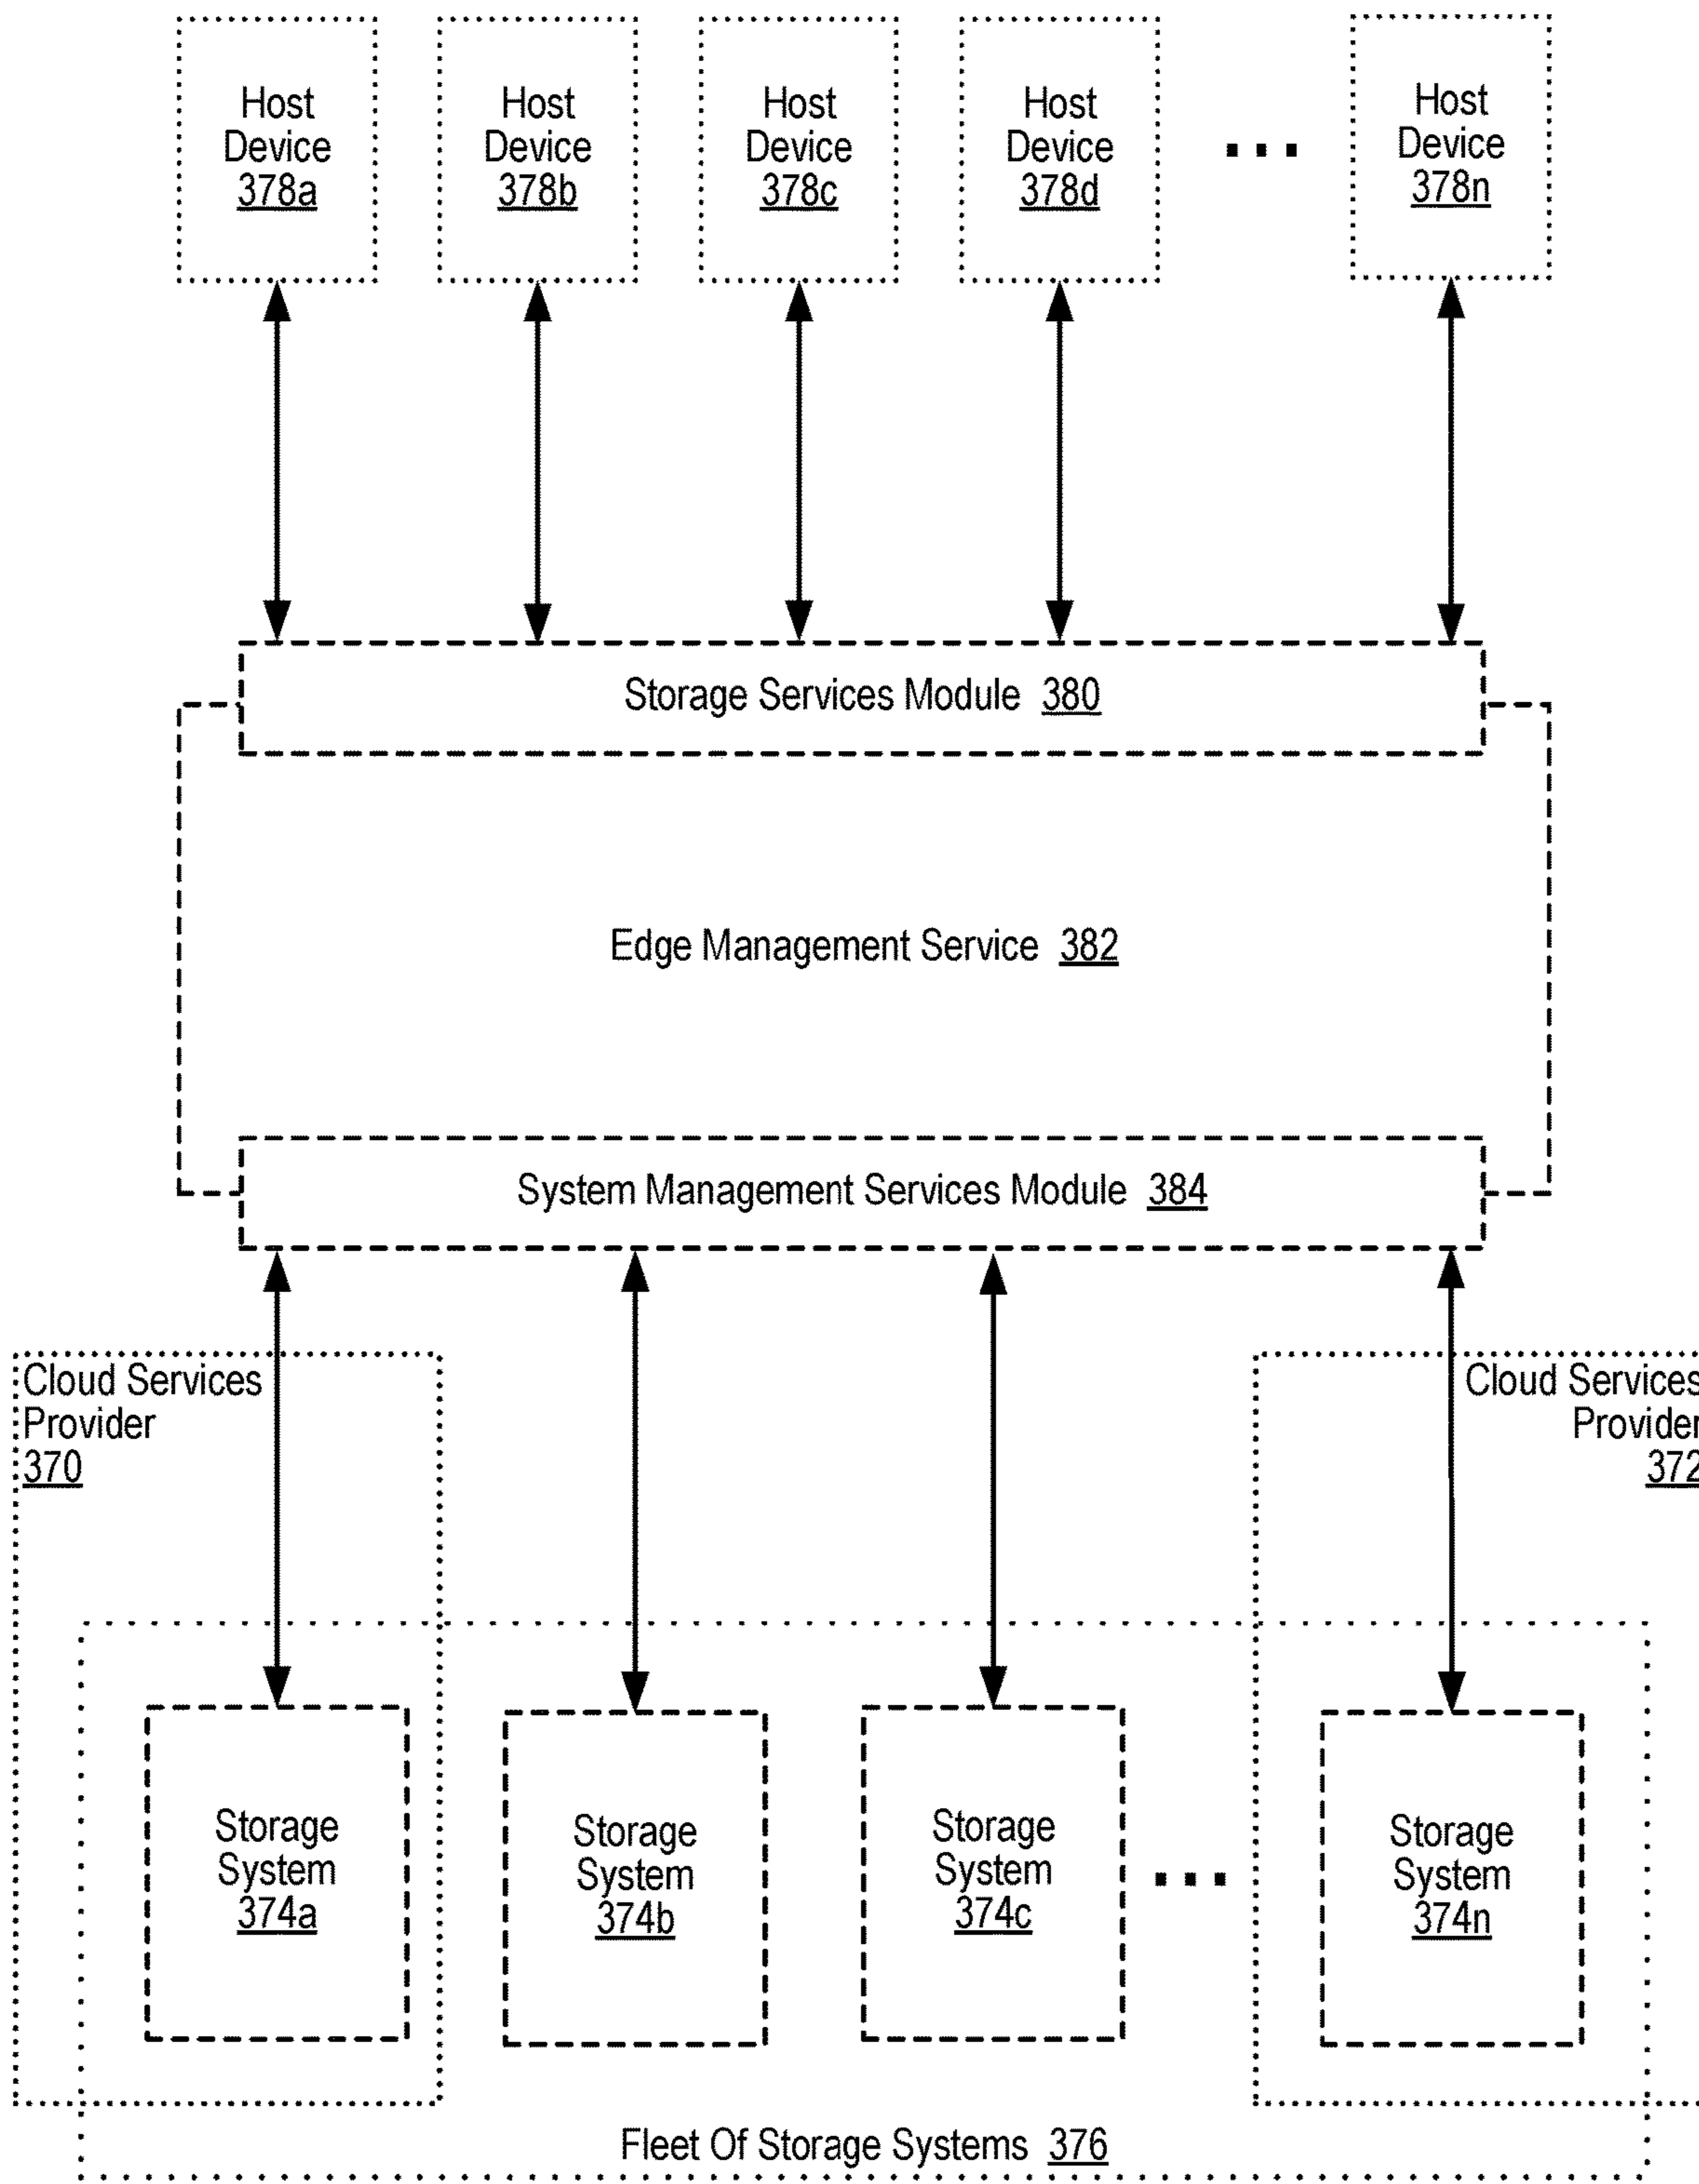 Host
Device
378a
Host
Device
378b
Host
Device
378c
Host
Device
378d
...
Host
Device
378n
Storage Services Module 380
Edge Management Service 382
System Management Services Module 384
Cloud Services
Provider
370
Cloud Services
Provider
372
Storage
System
374a
Storage
System
374b
Storage
System
374c
...
Storage
System
374n
Fleet Of Storage Systems 376